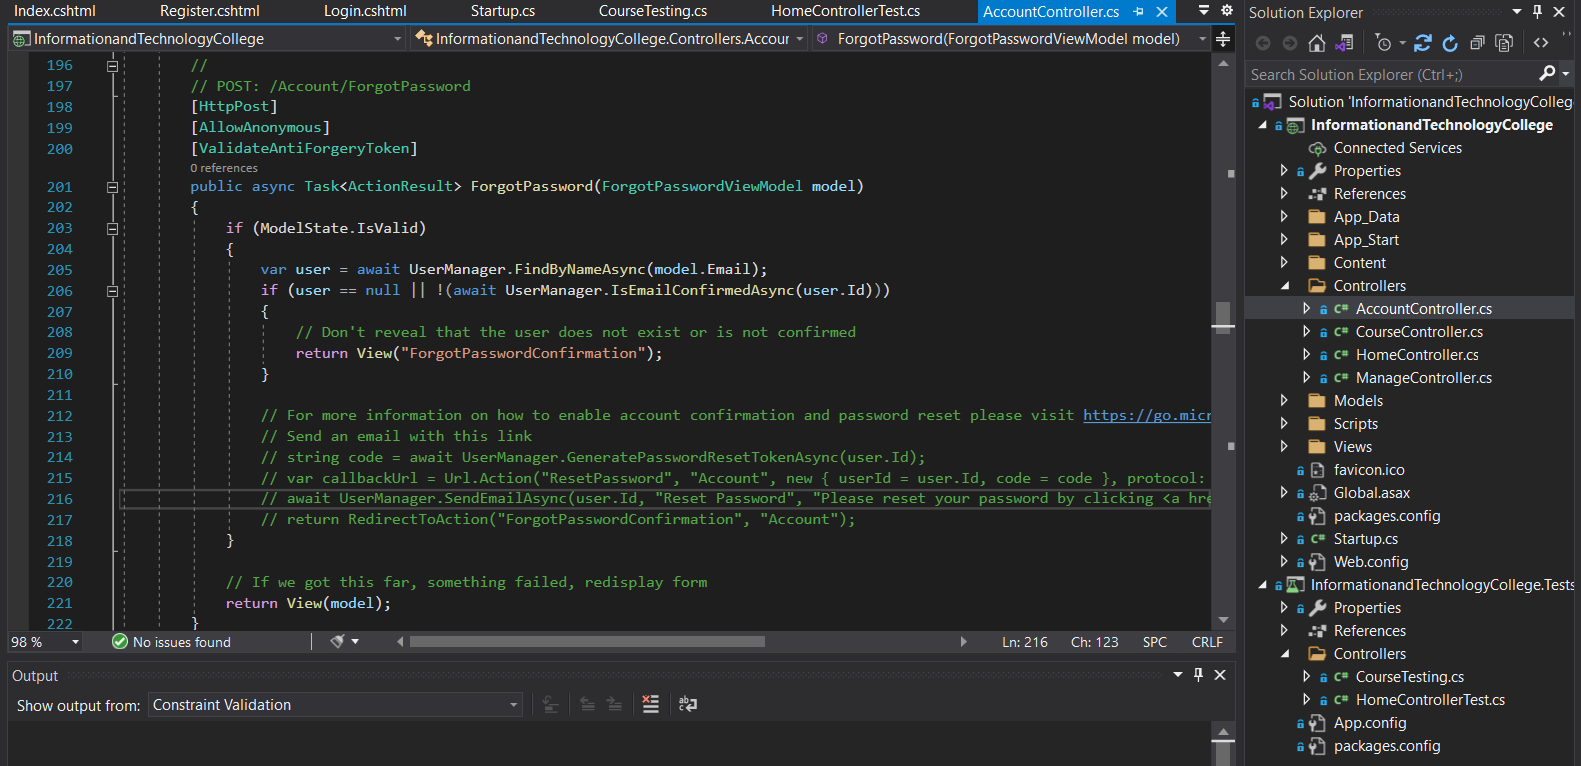 Index.cshtml Register.cshtml Login.cshtml Startup.cs CourseTesting.cs HomeControllerTest.cs AccountController.cs
InformationandTechnologyCollege InformationandTechnologyCollege.Controllers.Accour ForgotPassword(ForgotPasswordViewModel model)
196 //
197 // POST: /Account/ForgotPassword
198 [HttpPost]
199 [AllowAnonymous]
200 [ValidateAntiForgeryToken]
0 references
201 public async Task<ActionResult> ForgotPassword(ForgotPasswordViewModel model)
202 {
203 if (ModelState.IsValid)
204 {
205 var user = await UserManager.FindByNameAsync(model.Email);
206 if (user == null || !(await UserManager.IsEmailConfirmedAsync(user.Id)))
207 {
208 // Don't reveal that the user does not exist or is not confirmed
209 return View("ForgotPasswordConfirmation");
210 }
211
212 // For more information on how to enable account confirmation and password reset please visit https://go.micr
213 // Send an email with this link
214 // string code = await UserManager.GeneratePasswordResetTokenAsync(user.Id);
215 // var callbackUrl = Url.Action("ResetPassword", "Account", new { userId = user.Id, code = code }, protocol:
216 // await UserManager.SendEmailAsync(user.Id, "Reset Password", "Please reset your password by clicking <a hre
217 // return RedirectToAction("ForgotPasswordConfirmation", "Account");
218 }
219
220 // If we got this far, something failed, redisplay form
221 return View(model);
222 }
98 % No issues found Ln: 216 Ch: 123 SPC CRLF
Output
Show output from: Constraint Validation
Solution Explorer
Search Solution Explorer (Ctrl+;)
Solution 'InformationandTechnologyColleg
InformationandTechnologyCollege
Connected Services
Properties
References
App_Data
App_Start
Content
Controllers
C# AccountController.cs
C# CourseController.cs
C# HomeController.cs
C# ManageController.cs
Models
Scripts
Views
favicon.ico
Global.asax
packages.config
C# Startup.cs
Web.config
InformationandTechnologyCollege.Tests
Properties
References
Controllers
C# CourseTesting.cs
C# HomeControllerTest.cs
App.config
packages.config